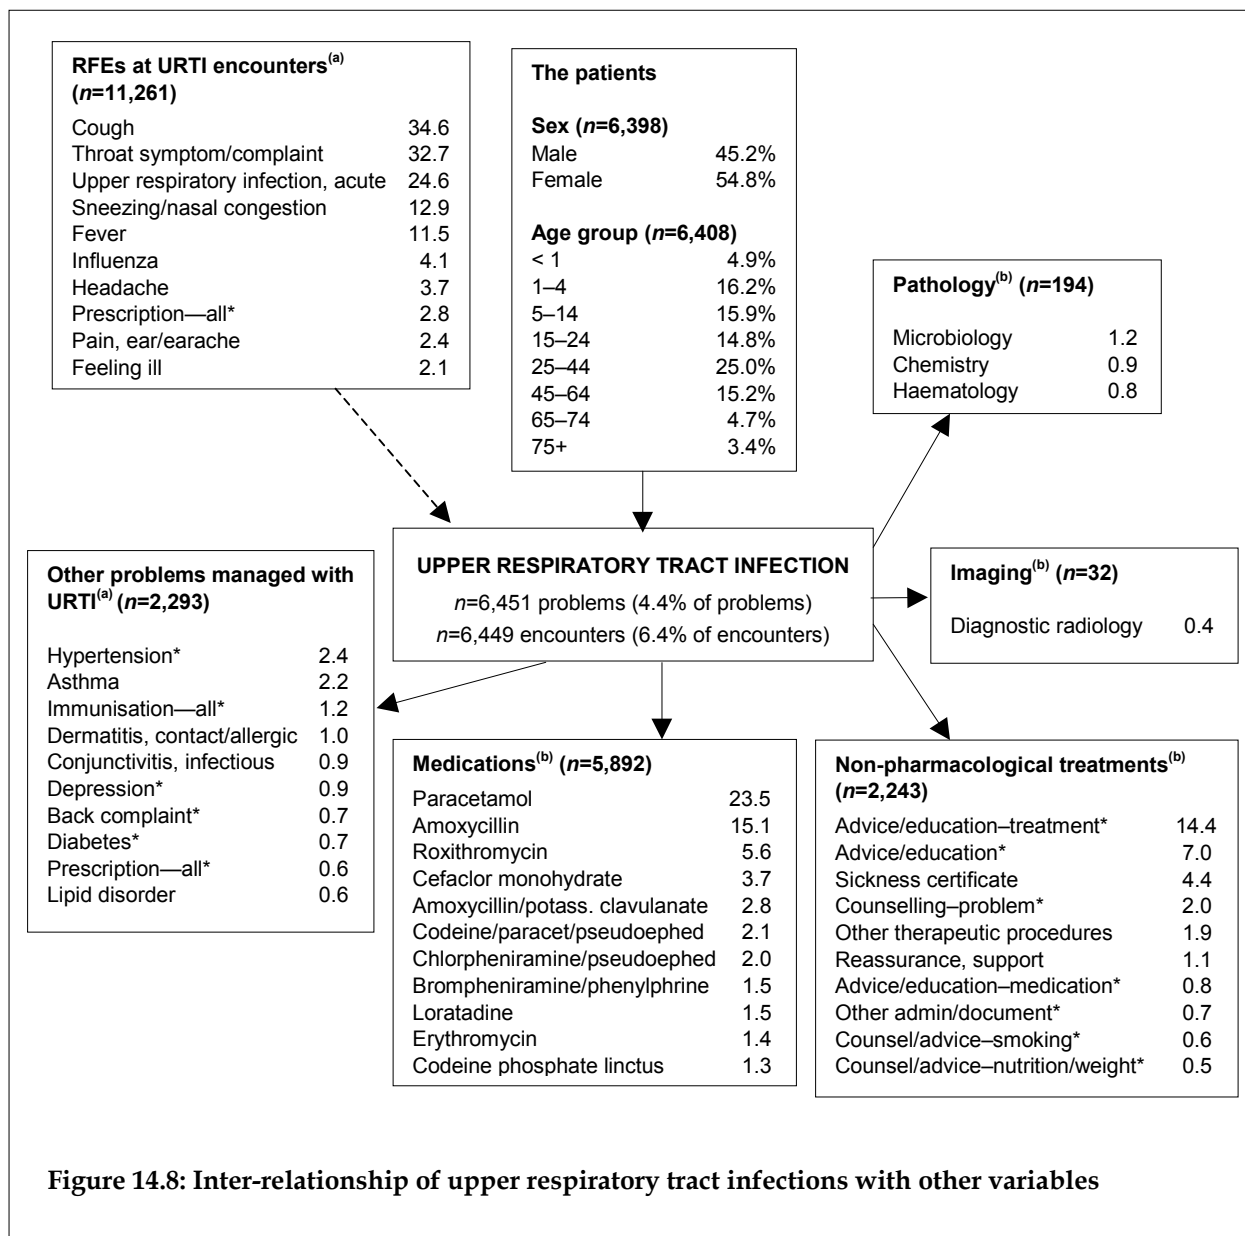 RFEs at URTI encounters(a)
(n=11,261)
Cough 34.6
Throat symptom/complaint 32.7
Upper respiratory infection, acute 24.6
Sneezing/nasal congestion 12.9
Fever 11.5
Influenza 4.1
Headache 3.7
Prescription—all* 2.8
Pain, ear/earache 2.4
Feeling ill 2.1
The patients
Sex (n=6,398)
Male 45.2%
Female 54.8%
Age group (n=6,408)
< 1 4.9%
1–4 16.2%
5–14 15.9%
15–24 14.8%
25–44 25.0%
45–64 15.2%
65–74 4.7%
75+ 3.4%
Pathology(b) (n=194)
Microbiology 1.2
Chemistry 0.9
Haematology 0.8
UPPER RESPIRATORY TRACT INFECTION
n=6,451 problems (4.4% of problems)
n=6,449 encounters (6.4% of encounters)
Imaging(b) (n=32)
Diagnostic radiology 0.4
Other problems managed with
URTI(a) (n=2,293)
Hypertension* 2.4
Asthma 2.2
Immunisation—all* 1.2
Dermatitis, contact/allergic 1.0
Conjunctivitis, infectious 0.9
Depression* 0.9
Back complaint* 0.7
Diabetes* 0.7
Prescription—all* 0.6
Lipid disorder 0.6
Medications(b) (n=5,892)
Paracetamol 23.5
Amoxycillin 15.1
Roxithromycin 5.6
Cefaclor monohydrate 3.7
Amoxycillin/potass. clavulanate 2.8
Codeine/paracet/pseudoephed 2.1
Chlorpheniramine/pseudoephed 2.0
Brompheniramine/phenylphrine 1.5
Loratadine 1.5
Erythromycin 1.4
Codeine phosphate linctus 1.3
Non-pharmacological treatments(b)
(n=2,243)
Advice/education–treatment* 14.4
Advice/education* 7.0
Sickness certificate 4.4
Counselling–problem* 2.0
Other therapeutic procedures 1.9
Reassurance, support 1.1
Advice/education–medication* 0.8
Other admin/document* 0.7
Counsel/advice–smoking* 0.6
Counsel/advice–nutrition/weight* 0.5
Figure 14.8: Inter-relationship of upper respiratory tract infections with other variables